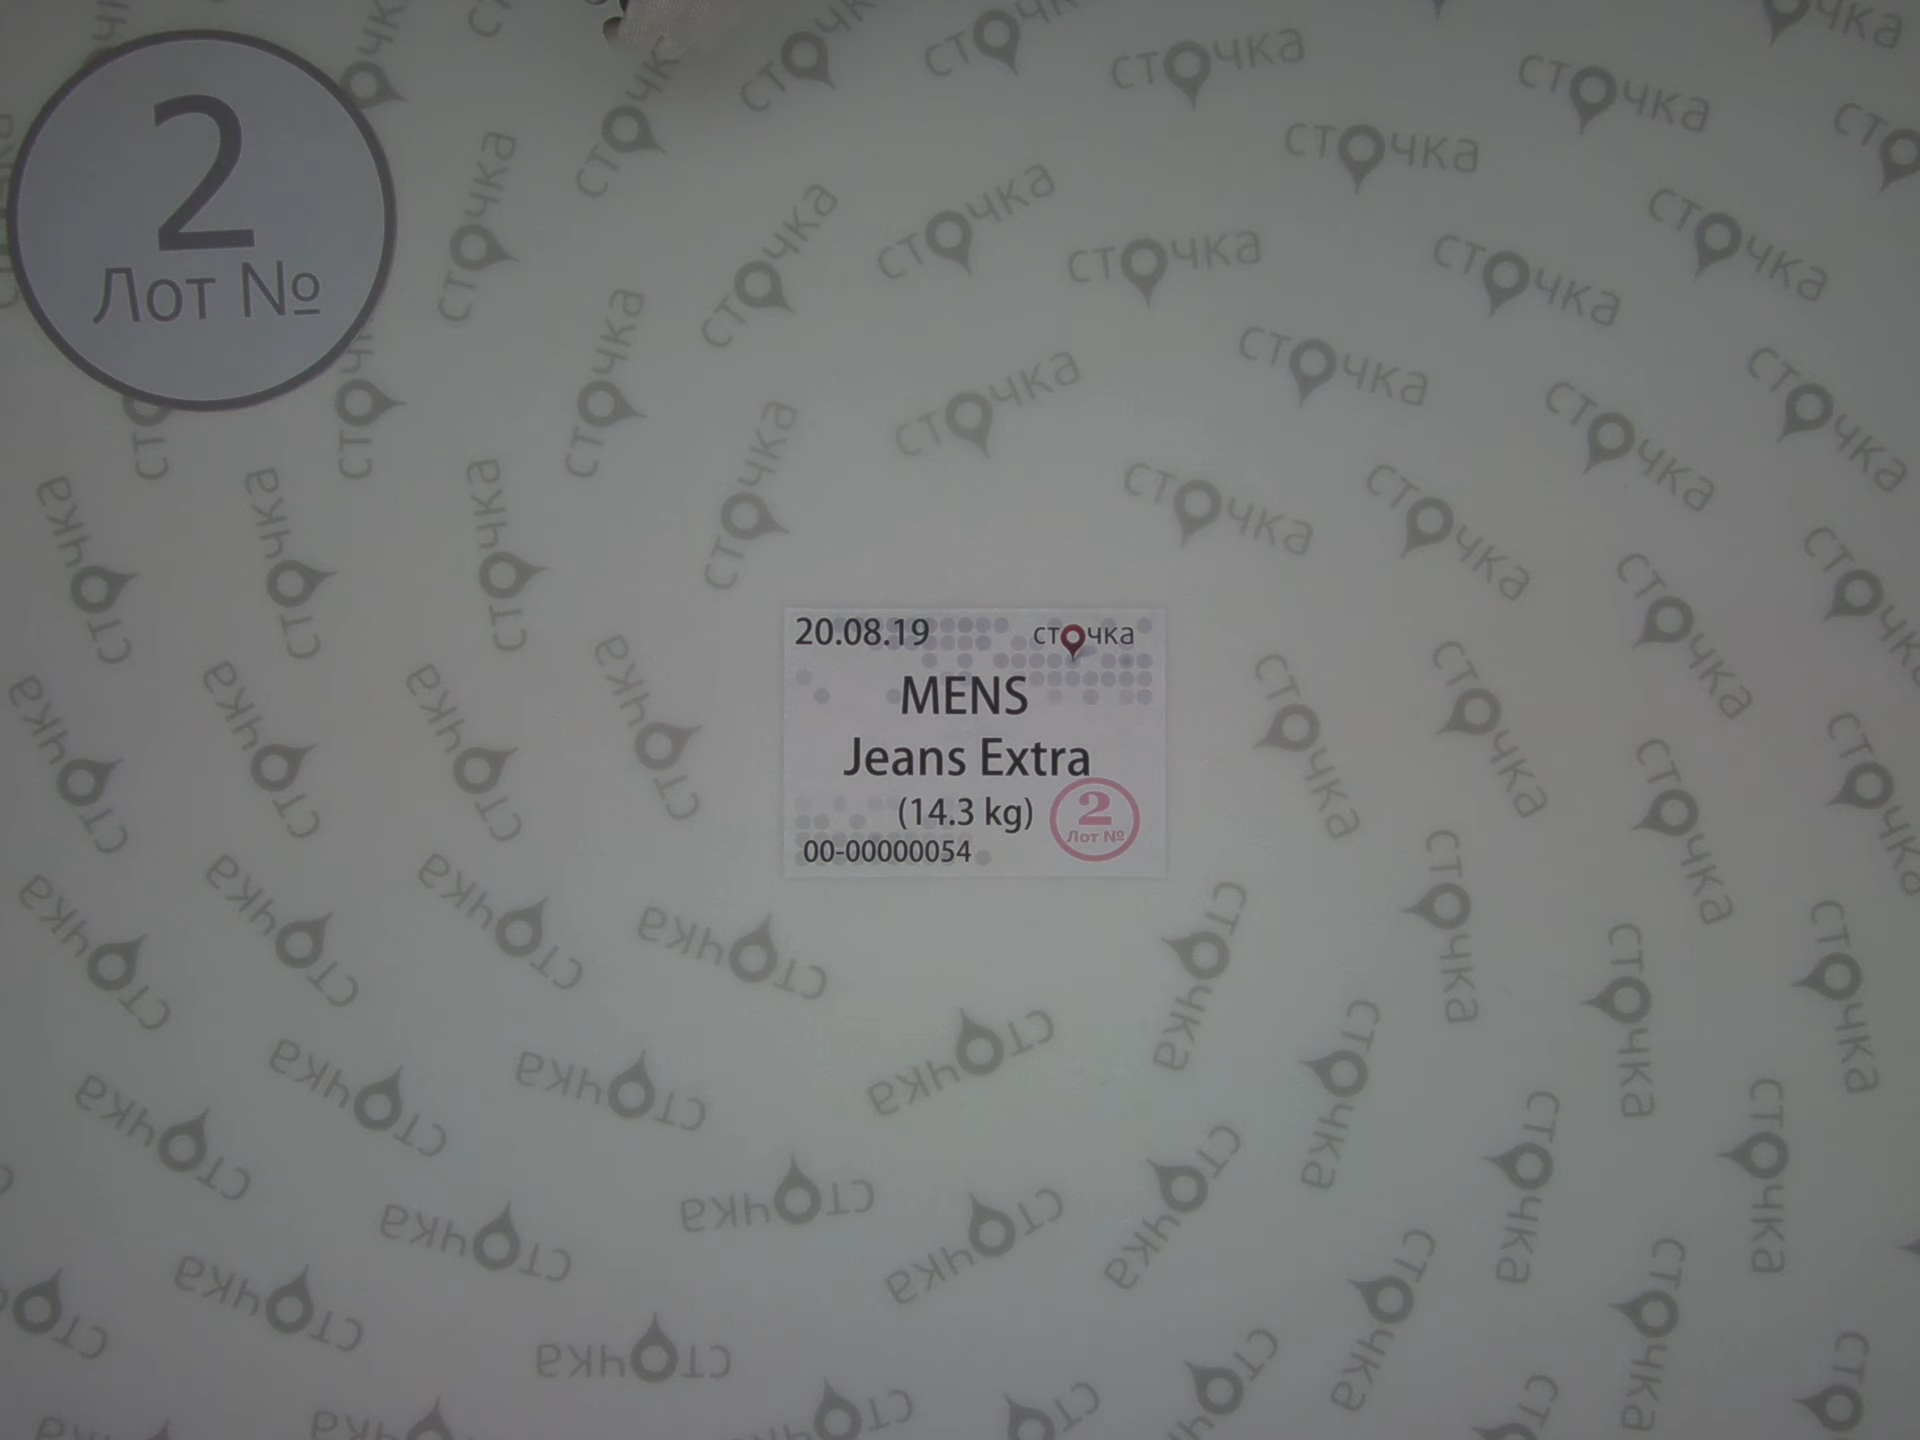 2
Лот №
20.08.19
сточка
MENS
Jeans Extra
(14.3 kg)
2
Лот №
00-00000054